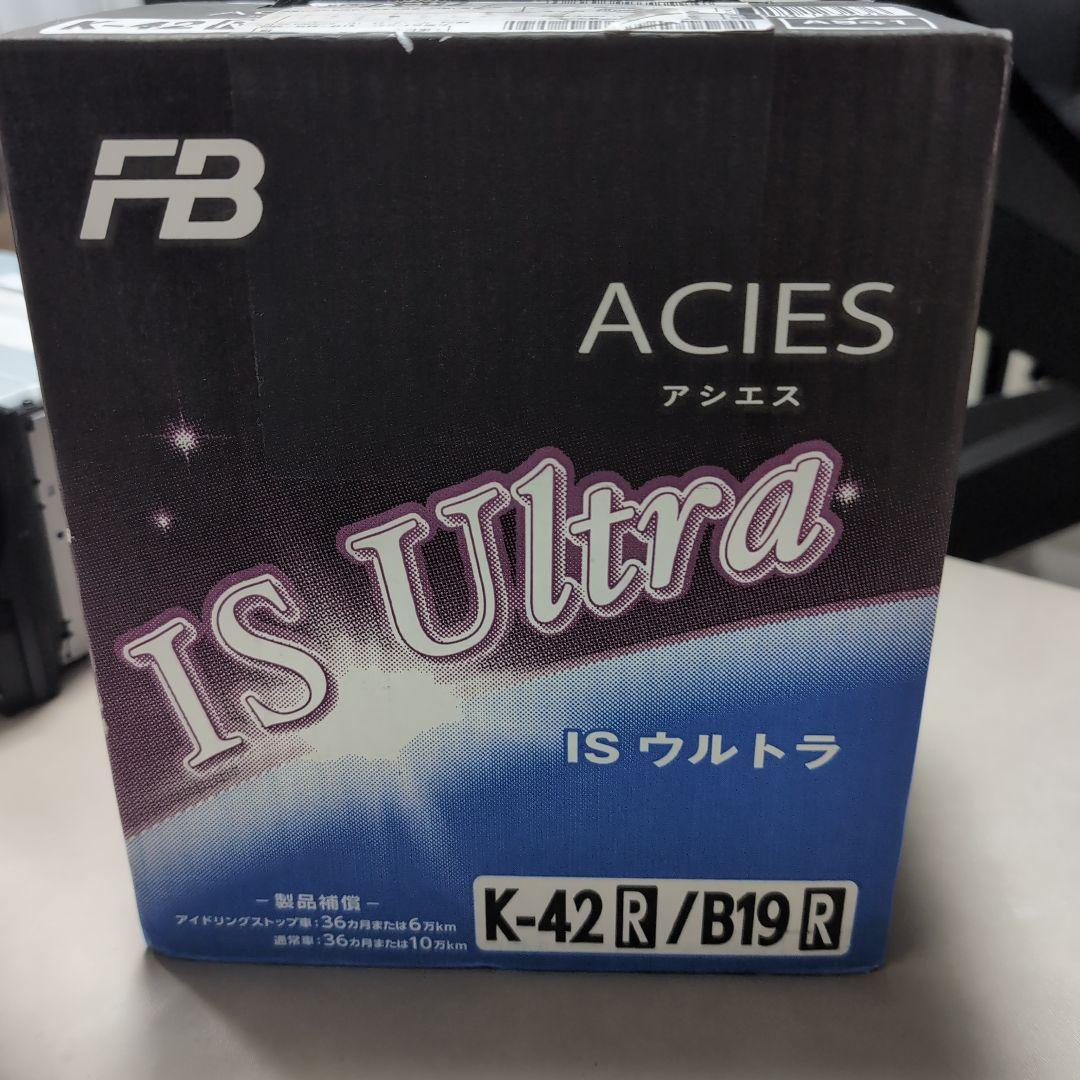 FB
ACIES
アシエス
IS Ultra
IS ウルトラ
－製品補償－
アイドリングストップ車：36カ月または6万km
通常車：36カ月または10万km
K-42 R /B19 R